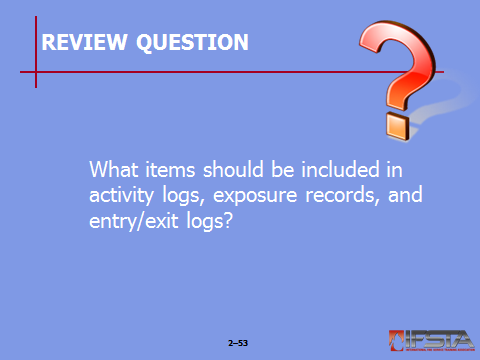 REVIEW QUESTION
What items should be included in
activity logs, exposure records, and
entry/exit logs?
2–53
IFSTA